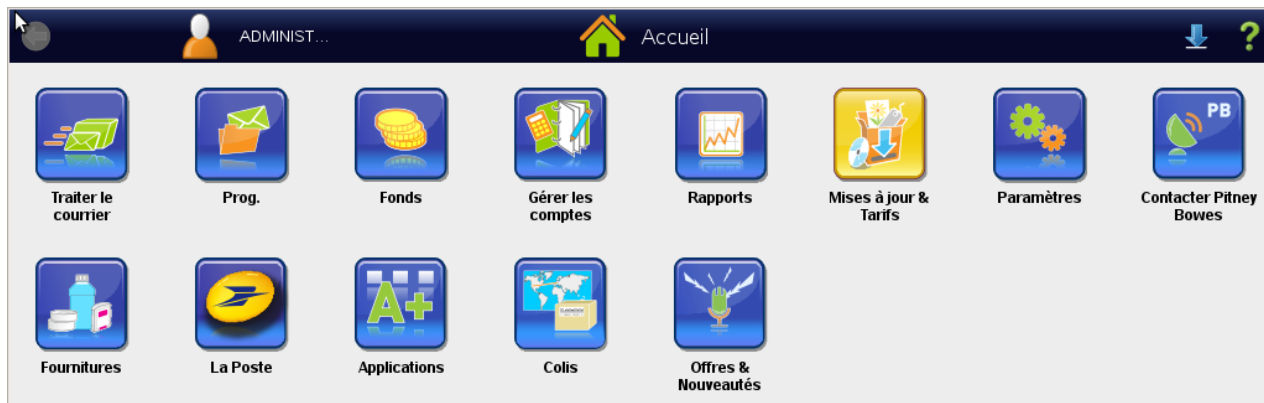 ADMINIST...
Accueil
?
PB
Traiter le
courrier
Prog.
Fonds
Gérer les
comptes
Rapports
Mises à jour &
Tarifs
Paramètres
Contacter Pitney
Bowes
A+
Fournitures
La Poste
Applications
Colis
Offres &
Nouveautés